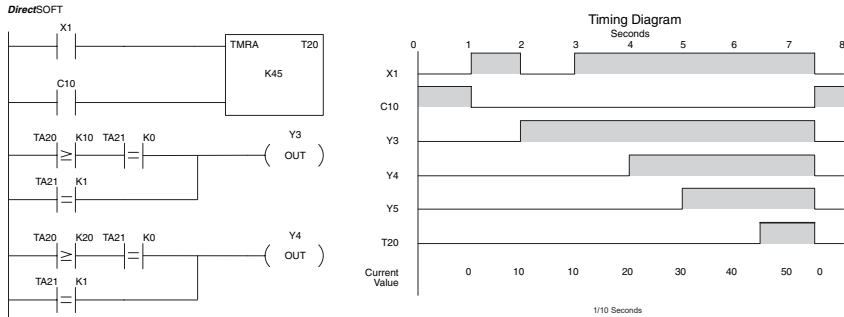 DirectSOFT
X1
TMRA T20
K45
C10
TA20 K10 TA21 K0
≥ =
Y3
OUT
TA21 K1
=
TA20 K20 TA21 K0
≥ =
Y4
OUT
TA21 K1
=
Timing Diagram
Seconds
0 1 2 3 4 5 6 7 8
X1
C10
Y3
Y4
Y5
T20
Current
Value
0 10 10 20 30 40 50 0
1/10 Seconds